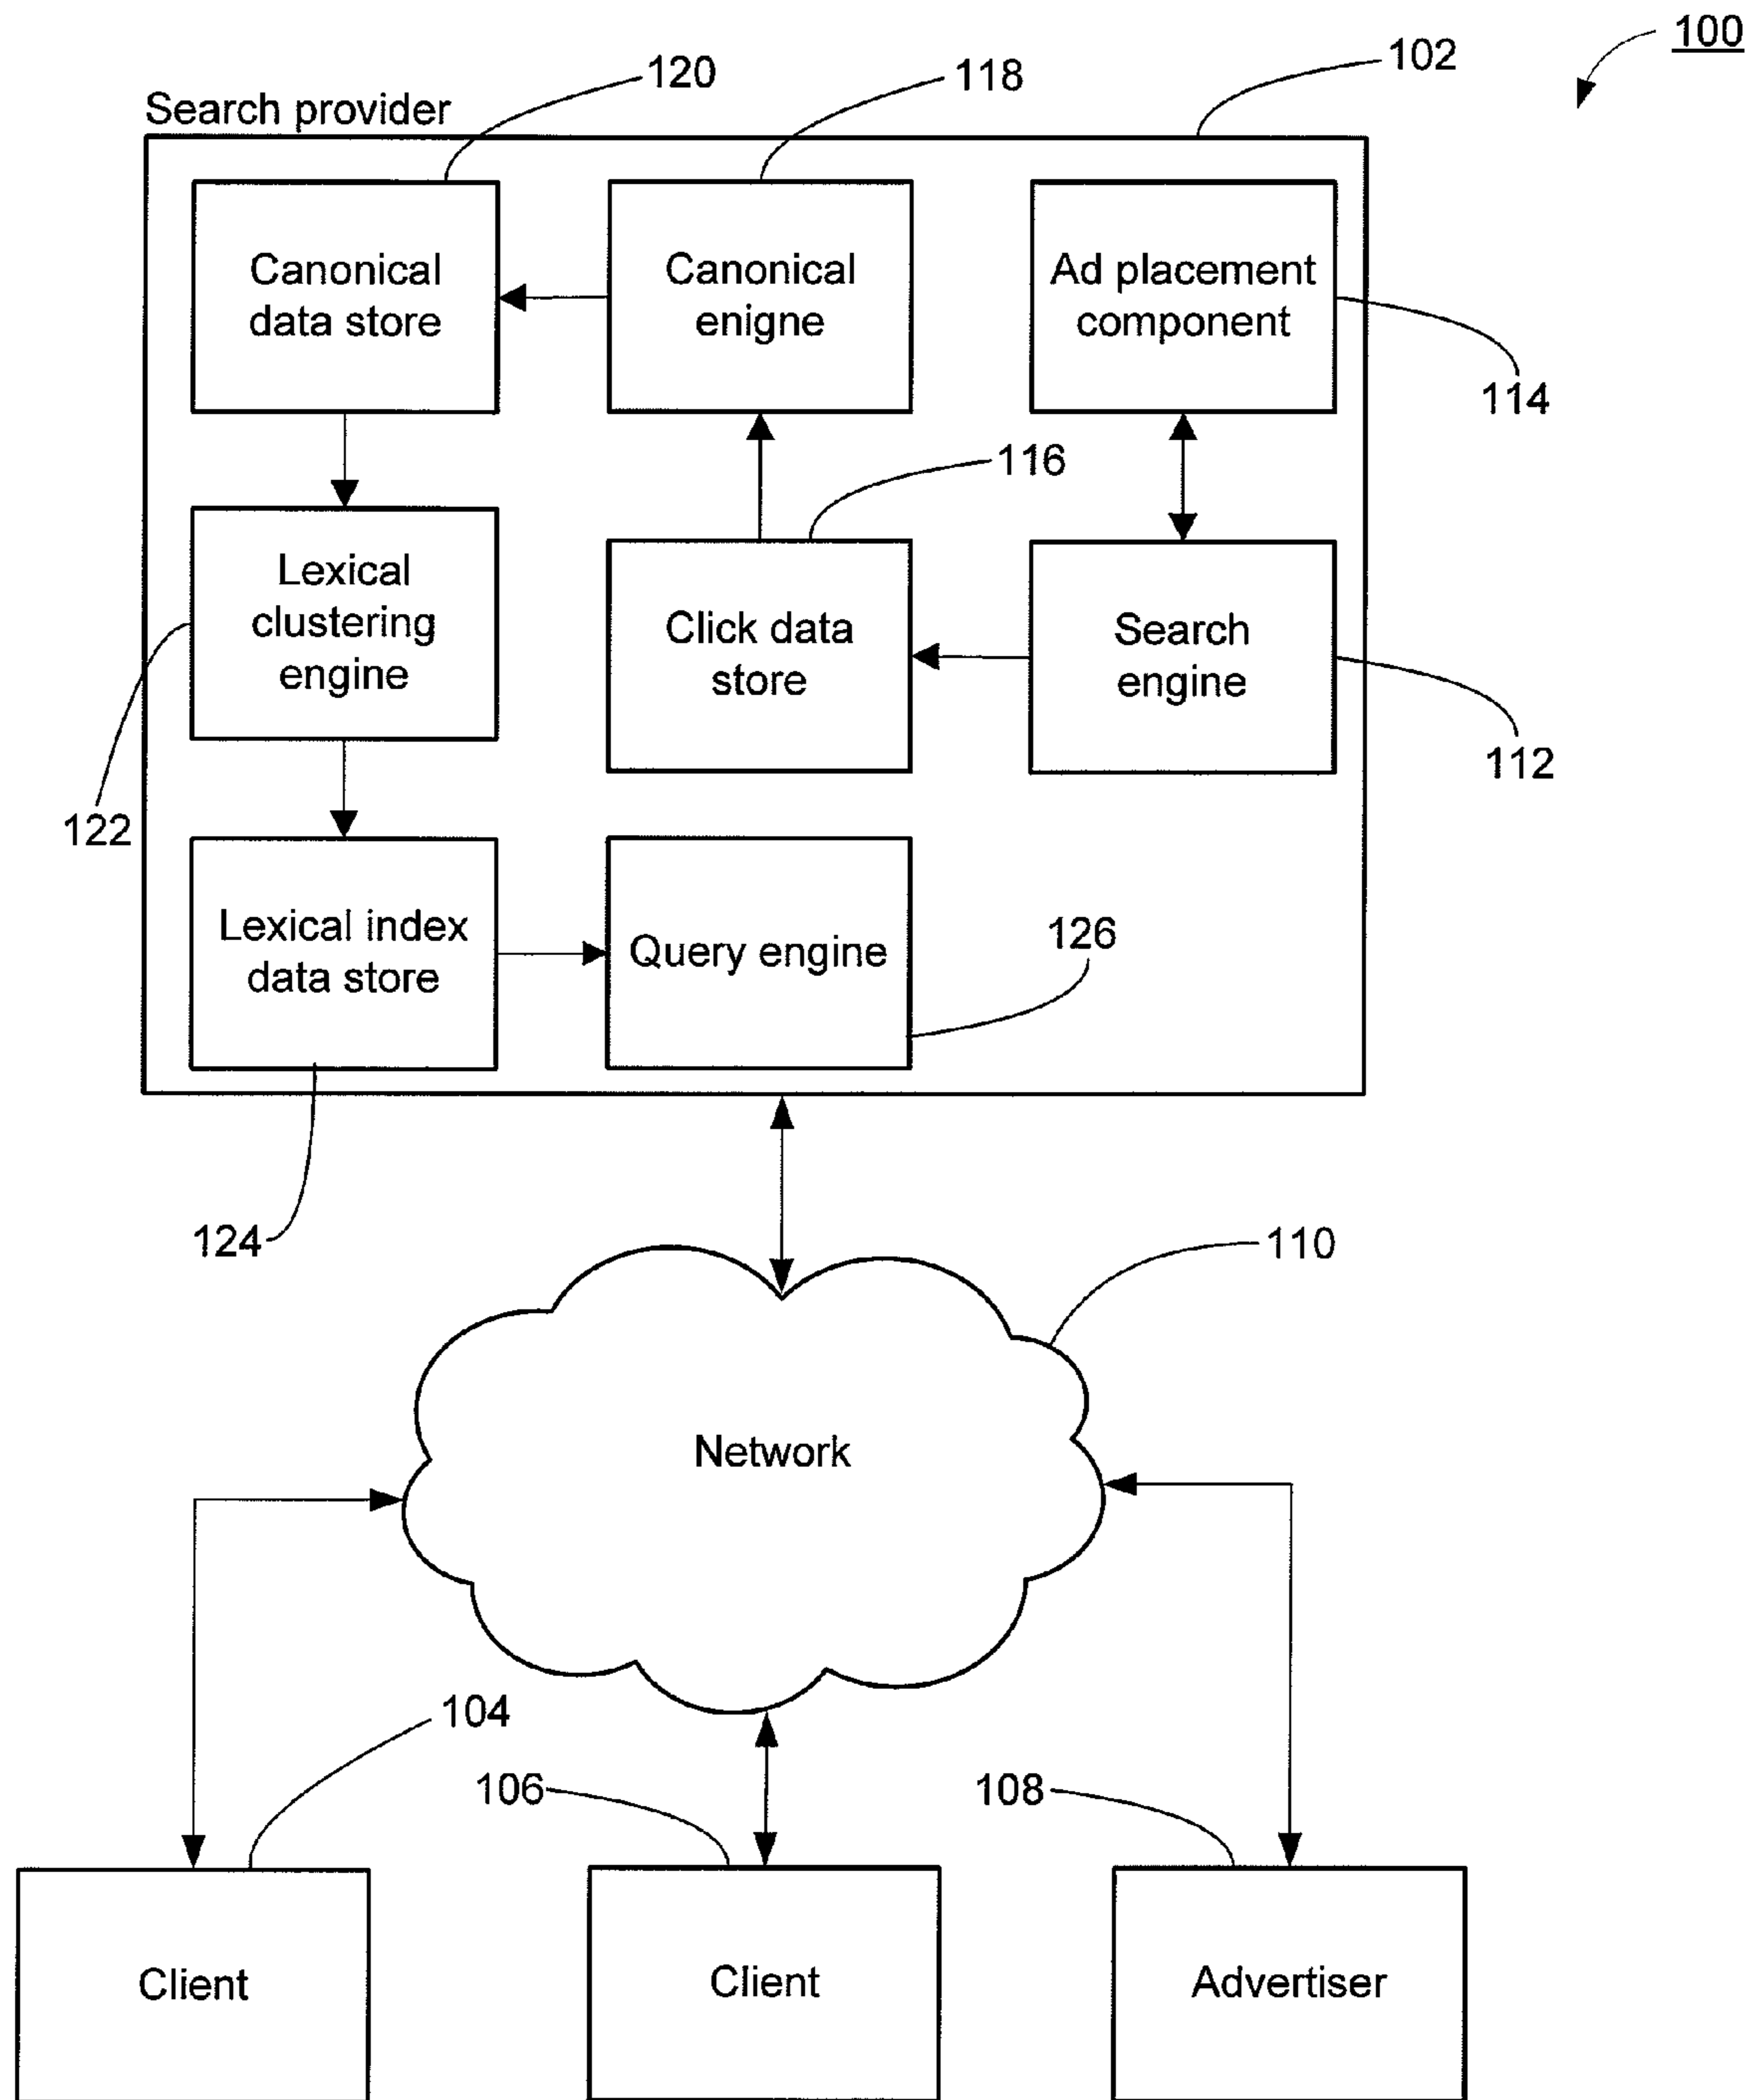 100
102
120
118
Search provider
Canonical
data store
Canonical
enigne
Ad placement
component
114
116
Lexical
clustering
engine
Click data
store
Search
engine
112
122
Lexical index
data store
Query engine
126
124
110
Network
104
106
108
Client
Client
Advertiser